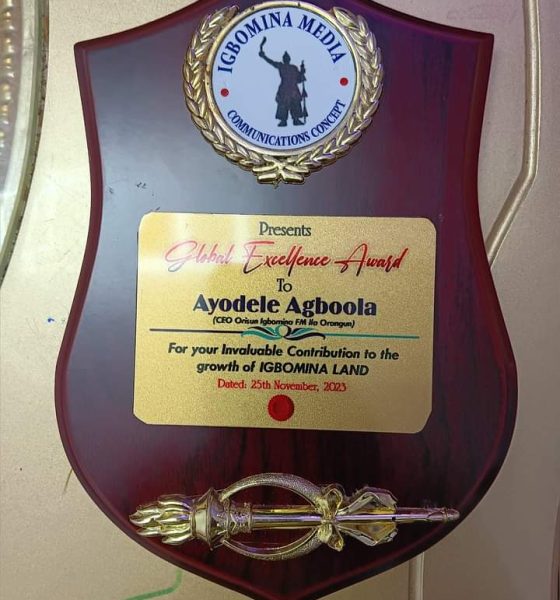 IGBOMINA MEDIA
COMMUNICATIONS CONCEPT
Presents
Global Excellence Award
To
Ayodele Agboola
(CEO Orisun Igbomina FM Ila Orangun)
For your Invaluable Contribution to the
growth of IGBOMINA LAND
Dated: 25th November, 2023